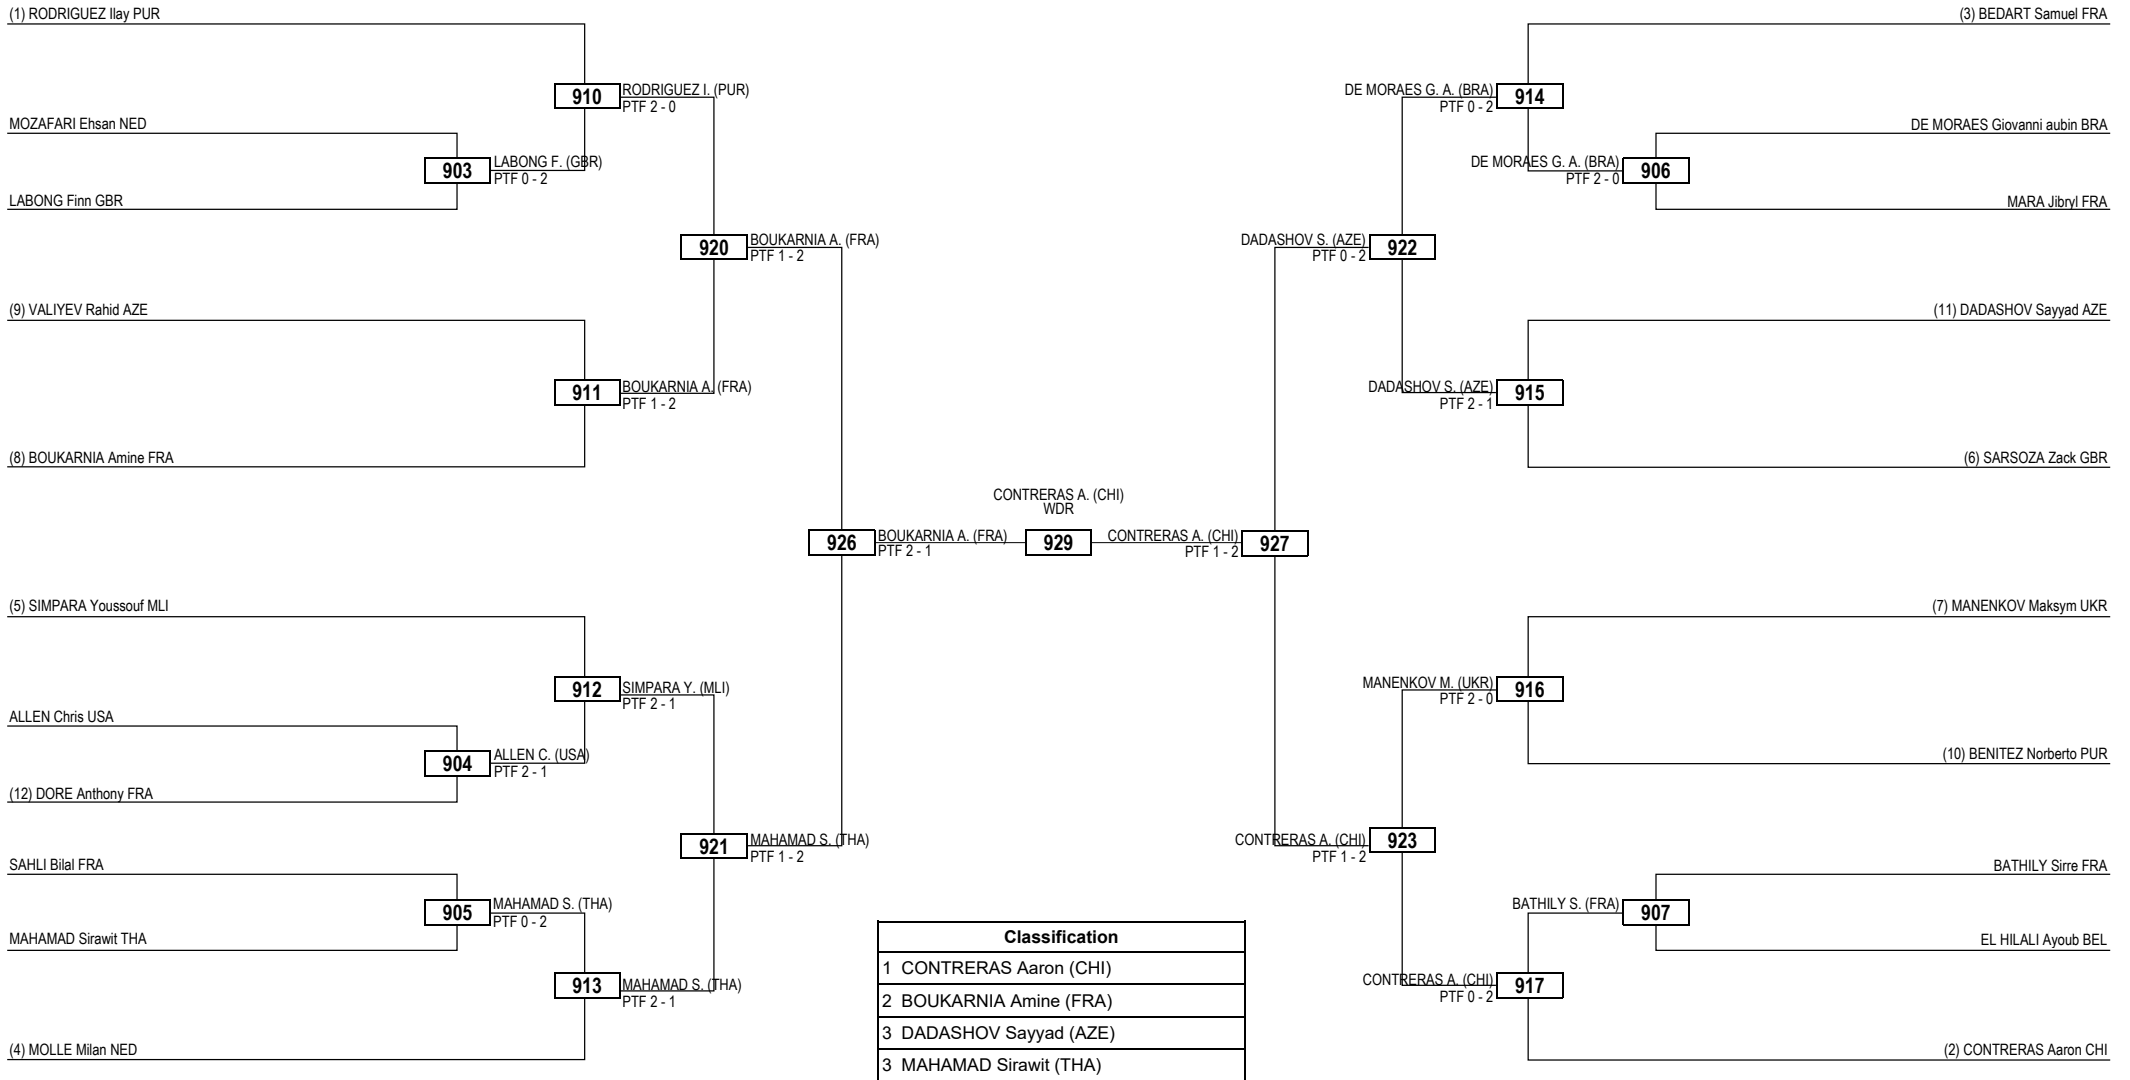 (1) RODRIGUEZ Ilay PUR
910
RODRIGUEZ I. (PUR)
PTF 2 - 0
MOZAFARI Ehsan NED
903
LABONG F. (GBR)
PTF 0 - 2
LABONG Finn GBR
920
BOUKARNIA A. (FRA)
PTF 1 - 2
(9) VALIYEV Rahid AZE
911
BOUKARNIA A. (FRA)
PTF 1 - 2
(8) BOUKARNIA Amine FRA
926
BOUKARNIA A. (FRA)
PTF 2 - 1
(5) SIMPARA Youssouf MLI
912
SIMPARA Y. (MLI)
PTF 2 - 1
ALLEN Chris USA
904
ALLEN C. (USA)
PTF 2 - 1
(12) DORE Anthony FRA
921
MAHAMAD S. (THA)
PTF 1 - 2
SAHLI Bilal FRA
905
MAHAMAD S. (THA)
PTF 0 - 2
MAHAMAD Sirawit THA
913
MAHAMAD S. (THA)
PTF 2 - 1
(4) MOLLE Milan NED
CONTRERAS A. (CHI)
WDR
929
(3) BEDART Samuel FRA
DE MORAES G. A. (BRA)
PTF 0 - 2
914
DE MORAES Giovanni aubin BRA
DE MORAES G. A. (BRA)
PTF 2 - 0
906
MARA Jibryl FRA
DADASHOV S. (AZE)
PTF 0 - 2
922
(11) DADASHOV Sayyad AZE
DADASHOV S. (AZE)
PTF 2 - 1
915
(6) SARSOZA Zack GBR
CONTRERAS A. (CHI)
PTF 1 - 2
927
(7) MANENKOV Maksym UKR
MANENKOV M. (UKR)
PTF 2 - 0
916
(10) BENITEZ Norberto PUR
CONTRERAS A. (CHI)
PTF 1 - 2
923
BATHILY Sirre FRA
BATHILY S. (FRA)
907
EL HILALI Ayoub BEL
CONTRERAS A. (CHI)
PTF 0 - 2
917
(2) CONTRERAS Aaron CHI
Classification
1 CONTRERAS Aaron (CHI)
2 BOUKARNIA Amine (FRA)
3 DADASHOV Sayyad (AZE)
3 MAHAMAD Sirawit (THA)